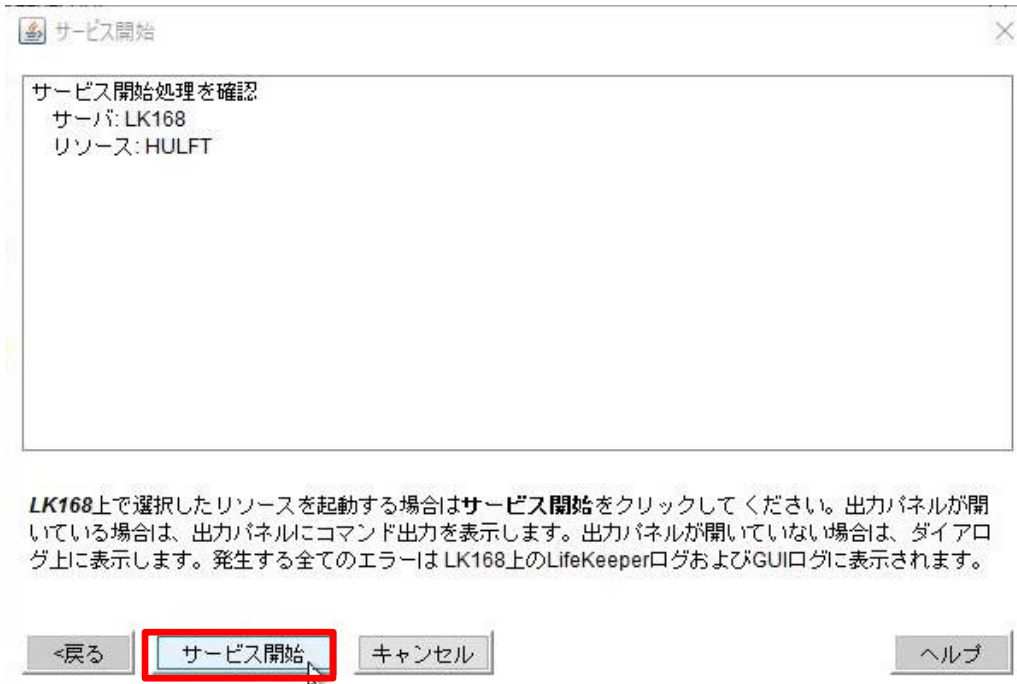 サービス開始
サービス開始処理を確認
サーバ: LK168
リソース: HULFT
LK168上で選択したリソースを起動する場合はサービス開始をクリックしてください。出力パネルが開
いている場合は、出力パネルにコマンド出力を表示します。出力パネルが開いていない場合は、ダイアロ
グ上に表示します。発生する全てのエラーは LK168上のLifeKeeperログおよびGUIログに表示されます。
<戻る
サービス開始
キャンセル
ヘルプ